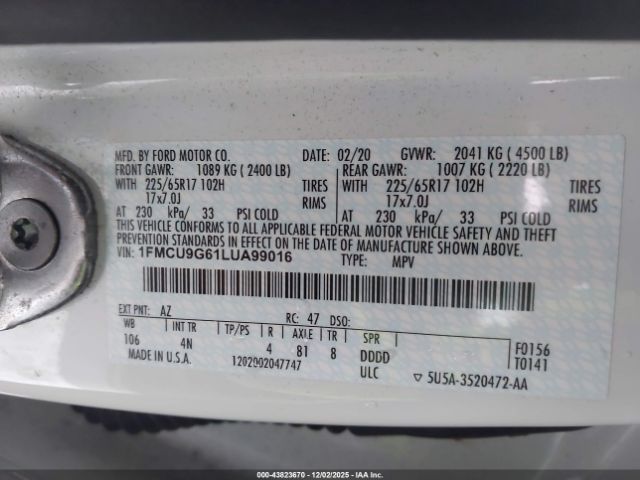 MFD. BY FORD MOTOR CO. DATE: 02/20 GVWR: 2041 KG ( 4500 LB)
FRONT GAWR: 1089 KG ( 2400 LB) REAR GAWR: 1007 KG ( 2220 LB)
WITH 225/65R17 102H TIRES WITH 225/65R17 102H TIRES
17x7.0J RIMS 17x7.0J RIMS
AT 230 kPa/ 33 PSI COLD AT 230 kPa/ 33 PSI COLD
THIS VEHICLE CONFORMS TO ALL APPLICABLE FEDERAL MOTOR VEHICLE SAFETY AND THEFT
PREVENTION STANDARDS IN EFFECT ON THE DATE OF MANUFACTURE SHOWN ABOVE.
VIN: 1FMCU9G61LUA99016 TYPE: MPV
EXT PNT: AZ RC: 47 DSO:
WB INT TR TP/PS R AXLE TR SPR
106 4N 4 81 8 DDDD F0156
ULC T0141
MADE IN U.S.A. 1202002047747 ▽ 5U5A-3520472-AA
000-43823670 - 12/02/2025 - IAAI, Inc.